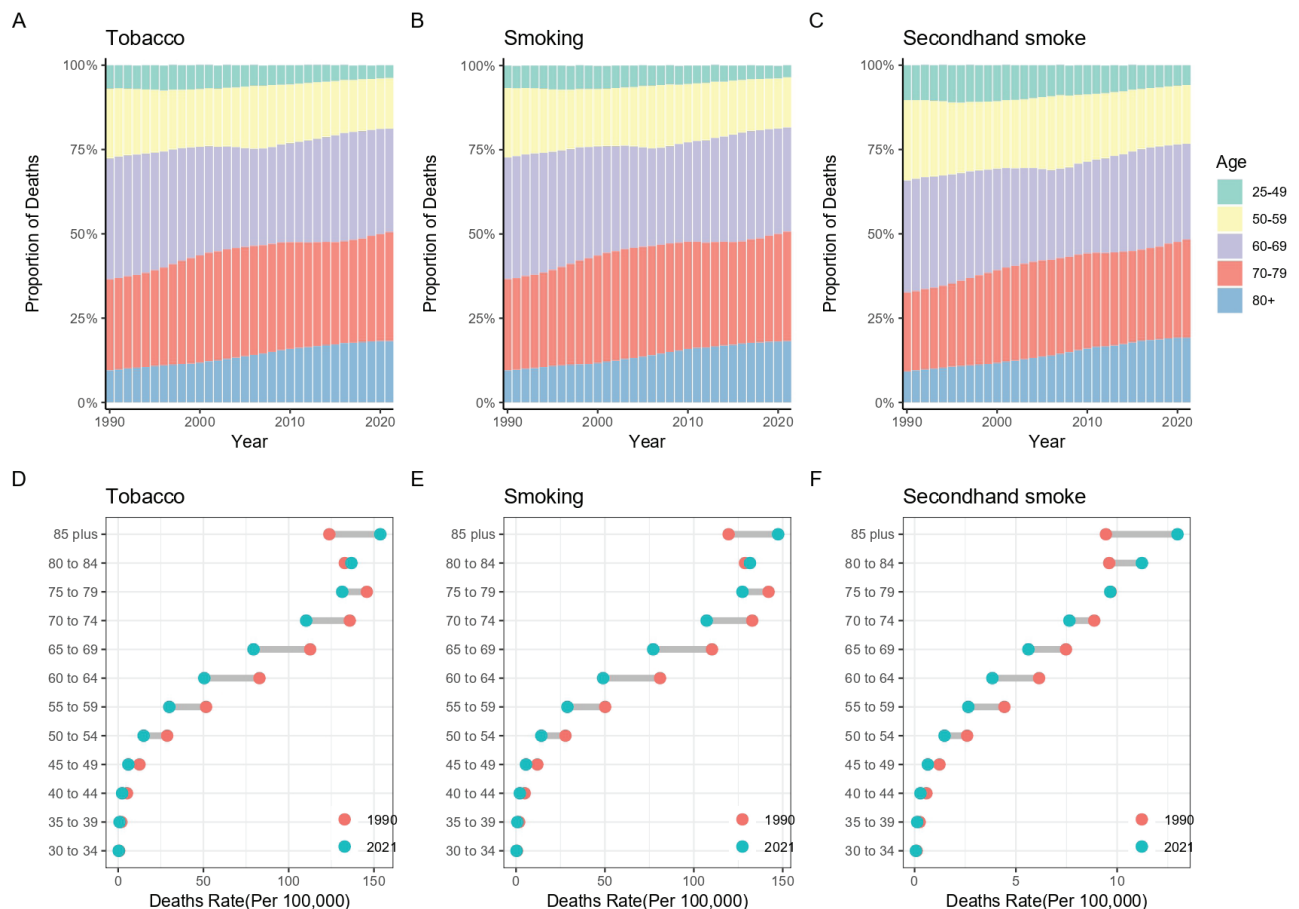 A
Tobacco
100%
75%
50%
25%
0%
Proportion of Deaths
1990
2000
2010
2020
Year
B
Smoking
100%
75%
50%
25%
0%
Proportion of Deaths
1990
2000
2010
2020
Year
C
Secondhand smoke
100%
75%
50%
25%
0%
Proportion of Deaths
1990
2000
2010
2020
Year
Age
25-49
50-59
60-69
70-79
80+
D
Tobacco
85 plus
80 to 84
75 to 79
70 to 74
65 to 69
60 to 64
55 to 59
50 to 54
45 to 49
40 to 44
35 to 39
30 to 34
1990
2021
0
50
100
150
Deaths Rate(Per 100,000)
E
Smoking
85 plus
80 to 84
75 to 79
70 to 74
65 to 69
60 to 64
55 to 59
50 to 54
45 to 49
40 to 44
35 to 39
30 to 34
1990
2021
0
50
100
150
Deaths Rate(Per 100,000)
F
Secondhand smoke
85 plus
80 to 84
75 to 79
70 to 74
65 to 69
60 to 64
55 to 59
50 to 54
45 to 49
40 to 44
35 to 39
30 to 34
1990
2021
0
5
10
Deaths Rate(Per 100,000)